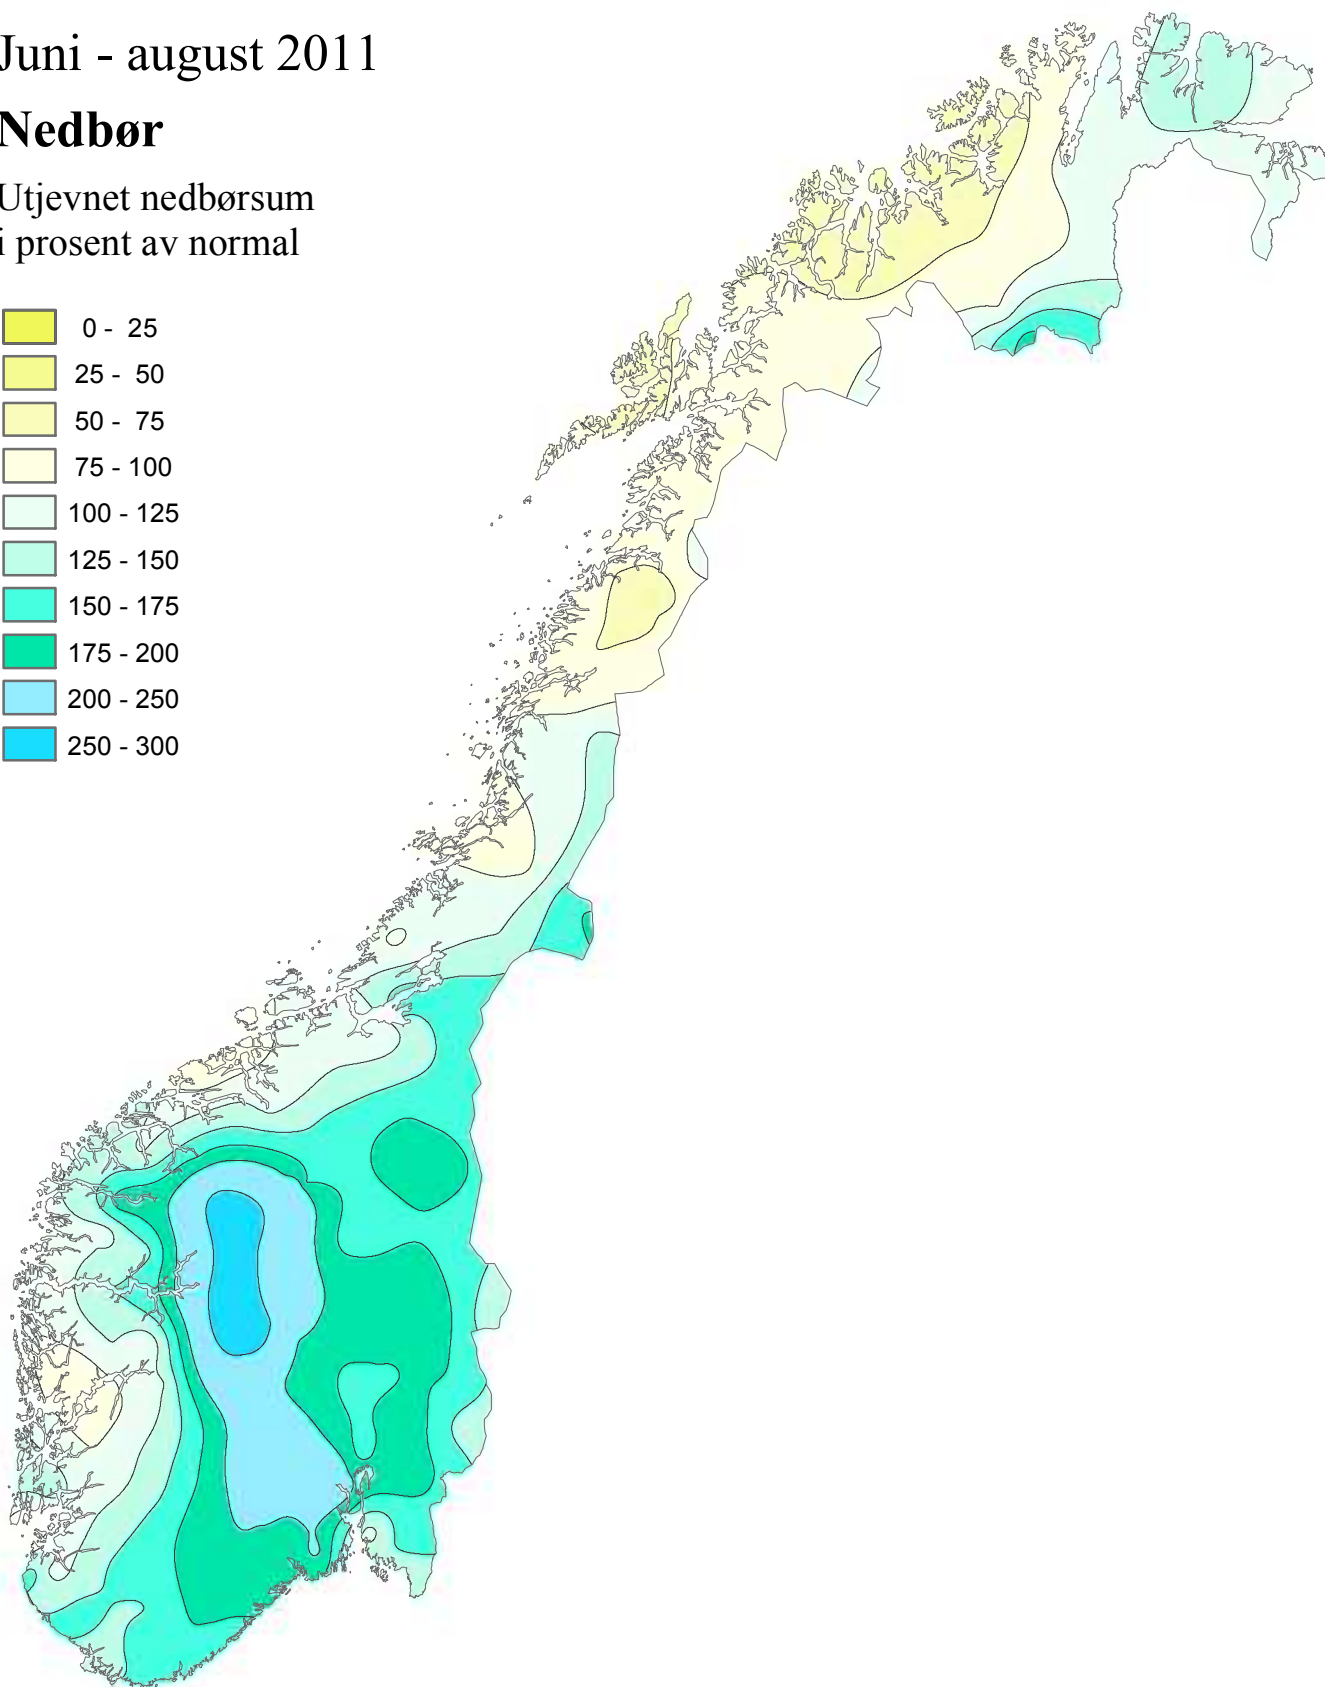 Juni - august 2011
Nedbør
Utjevnet nedbørsum
i prosent av normal
0 - 25
25 - 50
50 - 75
75 - 100
100 - 125
125 - 150
150 - 175
175 - 200
200 - 250
250 - 300